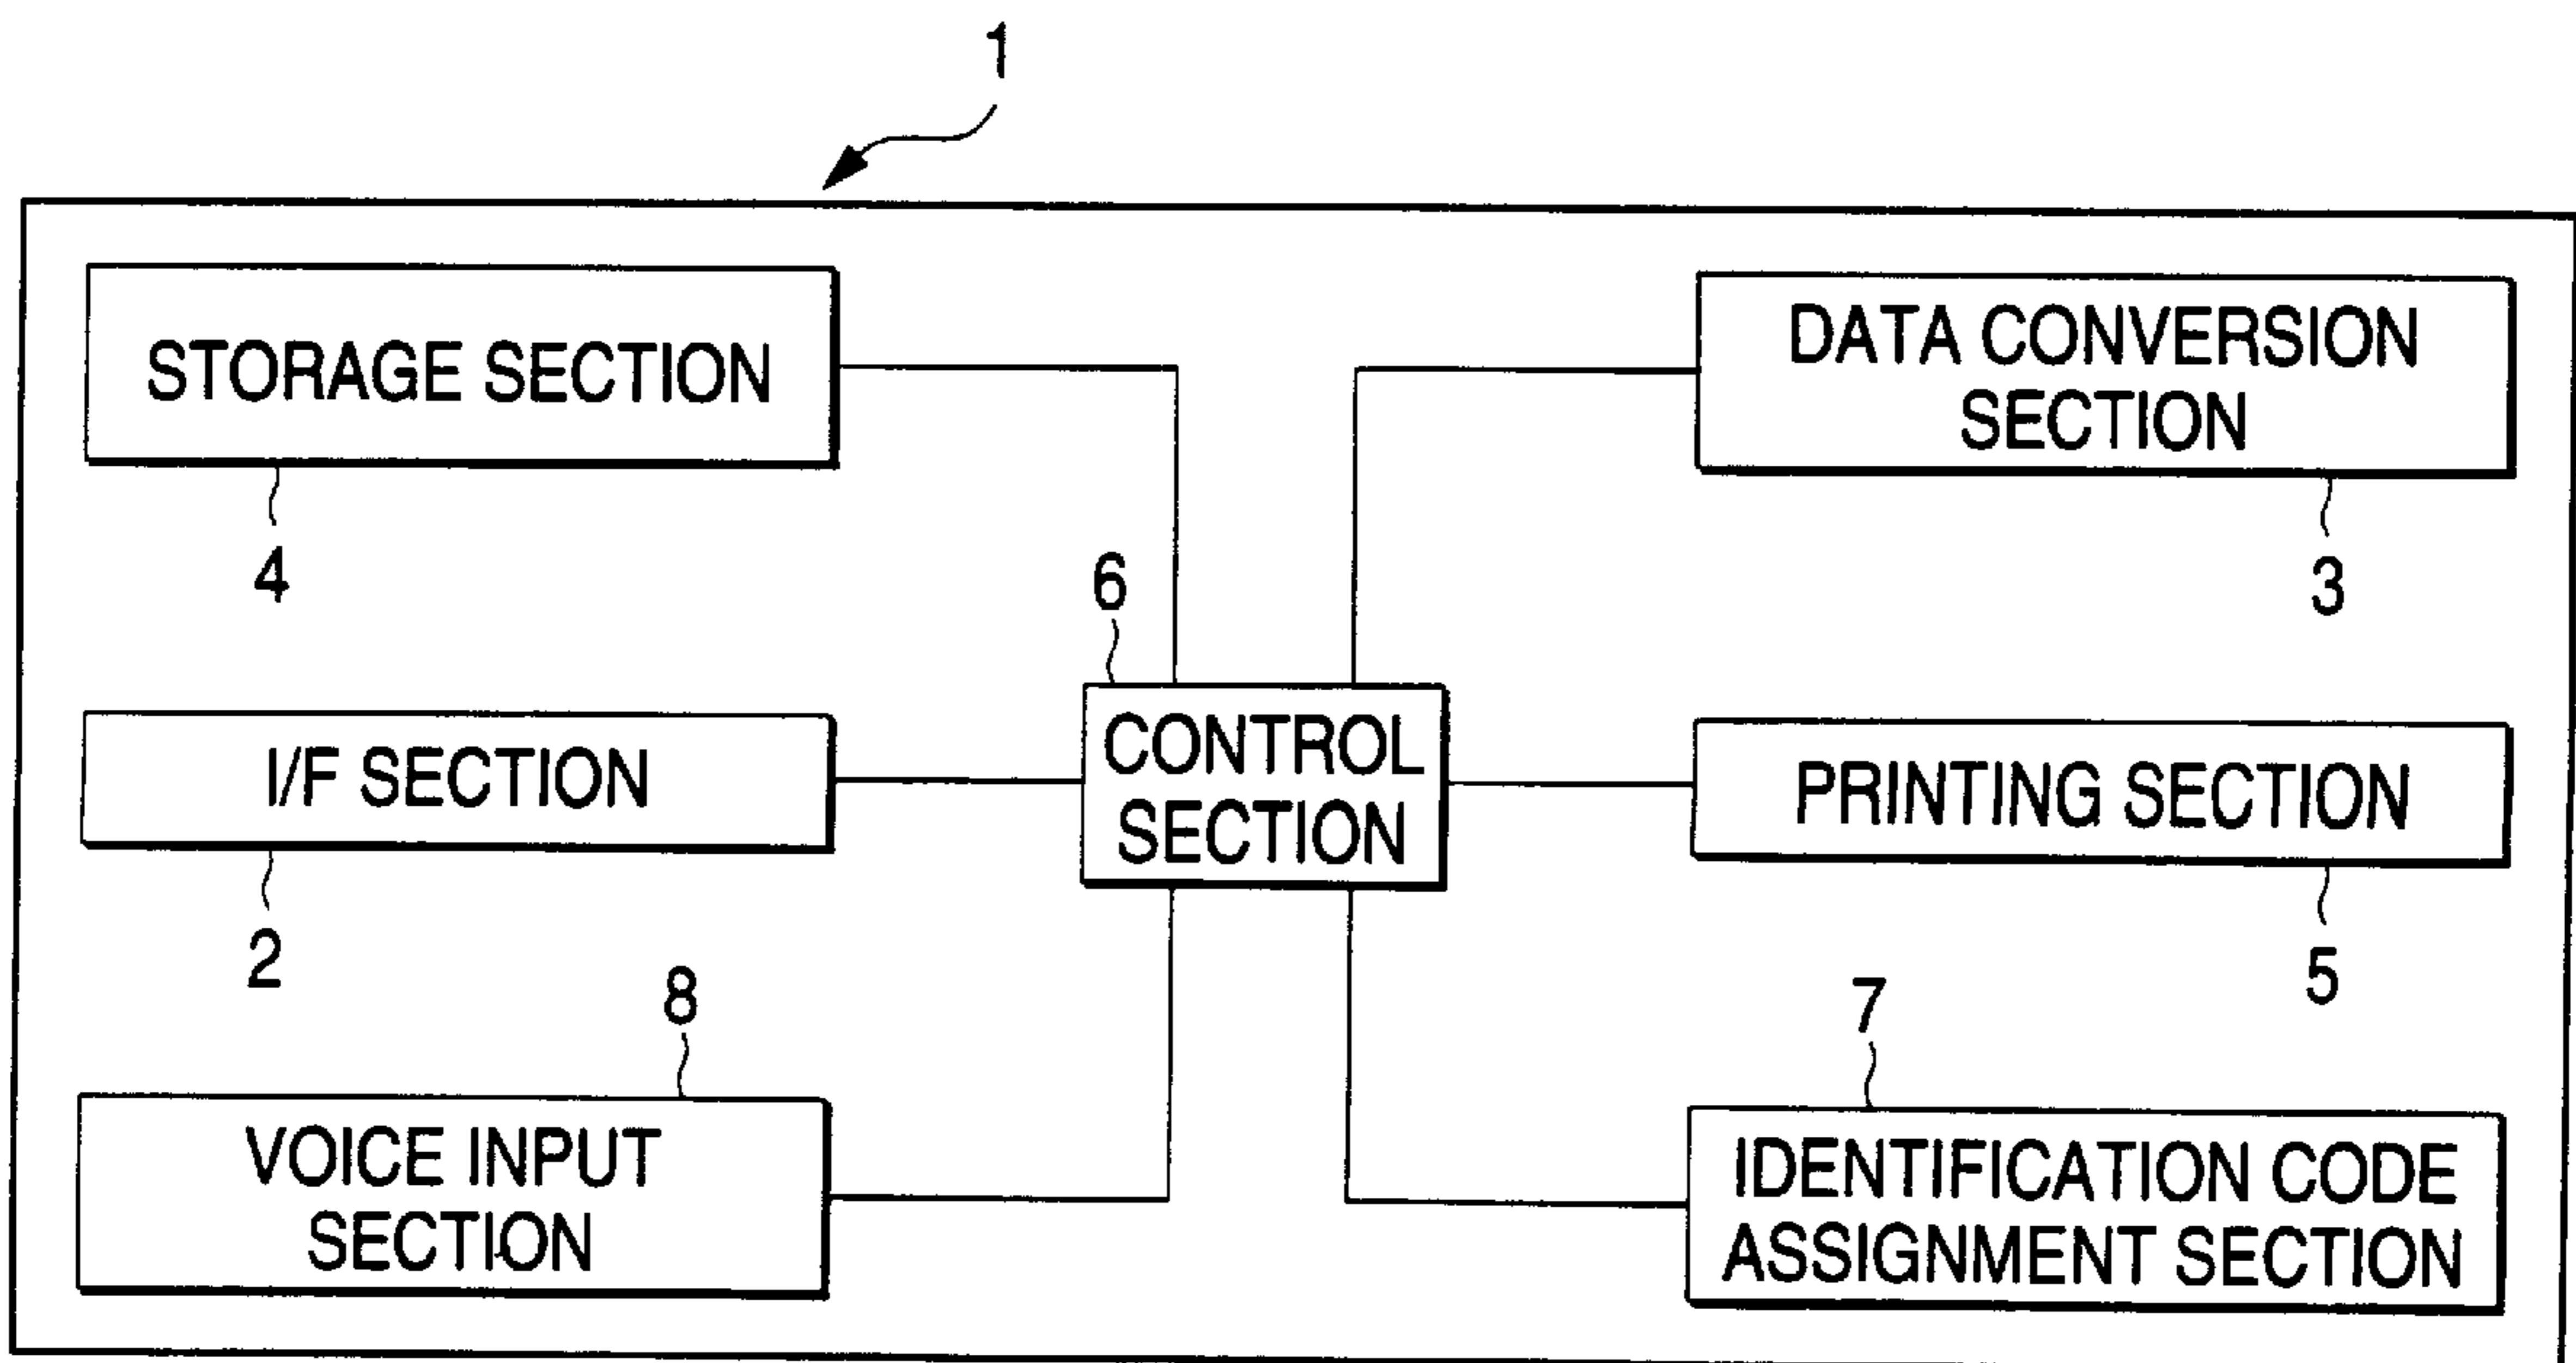 1
STORAGE SECTION
4
DATA CONVERSION
SECTION
3
6
CONTROL
SECTION
I/F SECTION
2
PRINTING SECTION
5
8
VOICE INPUT
SECTION
7
IDENTIFICATION CODE
ASSIGNMENT SECTION